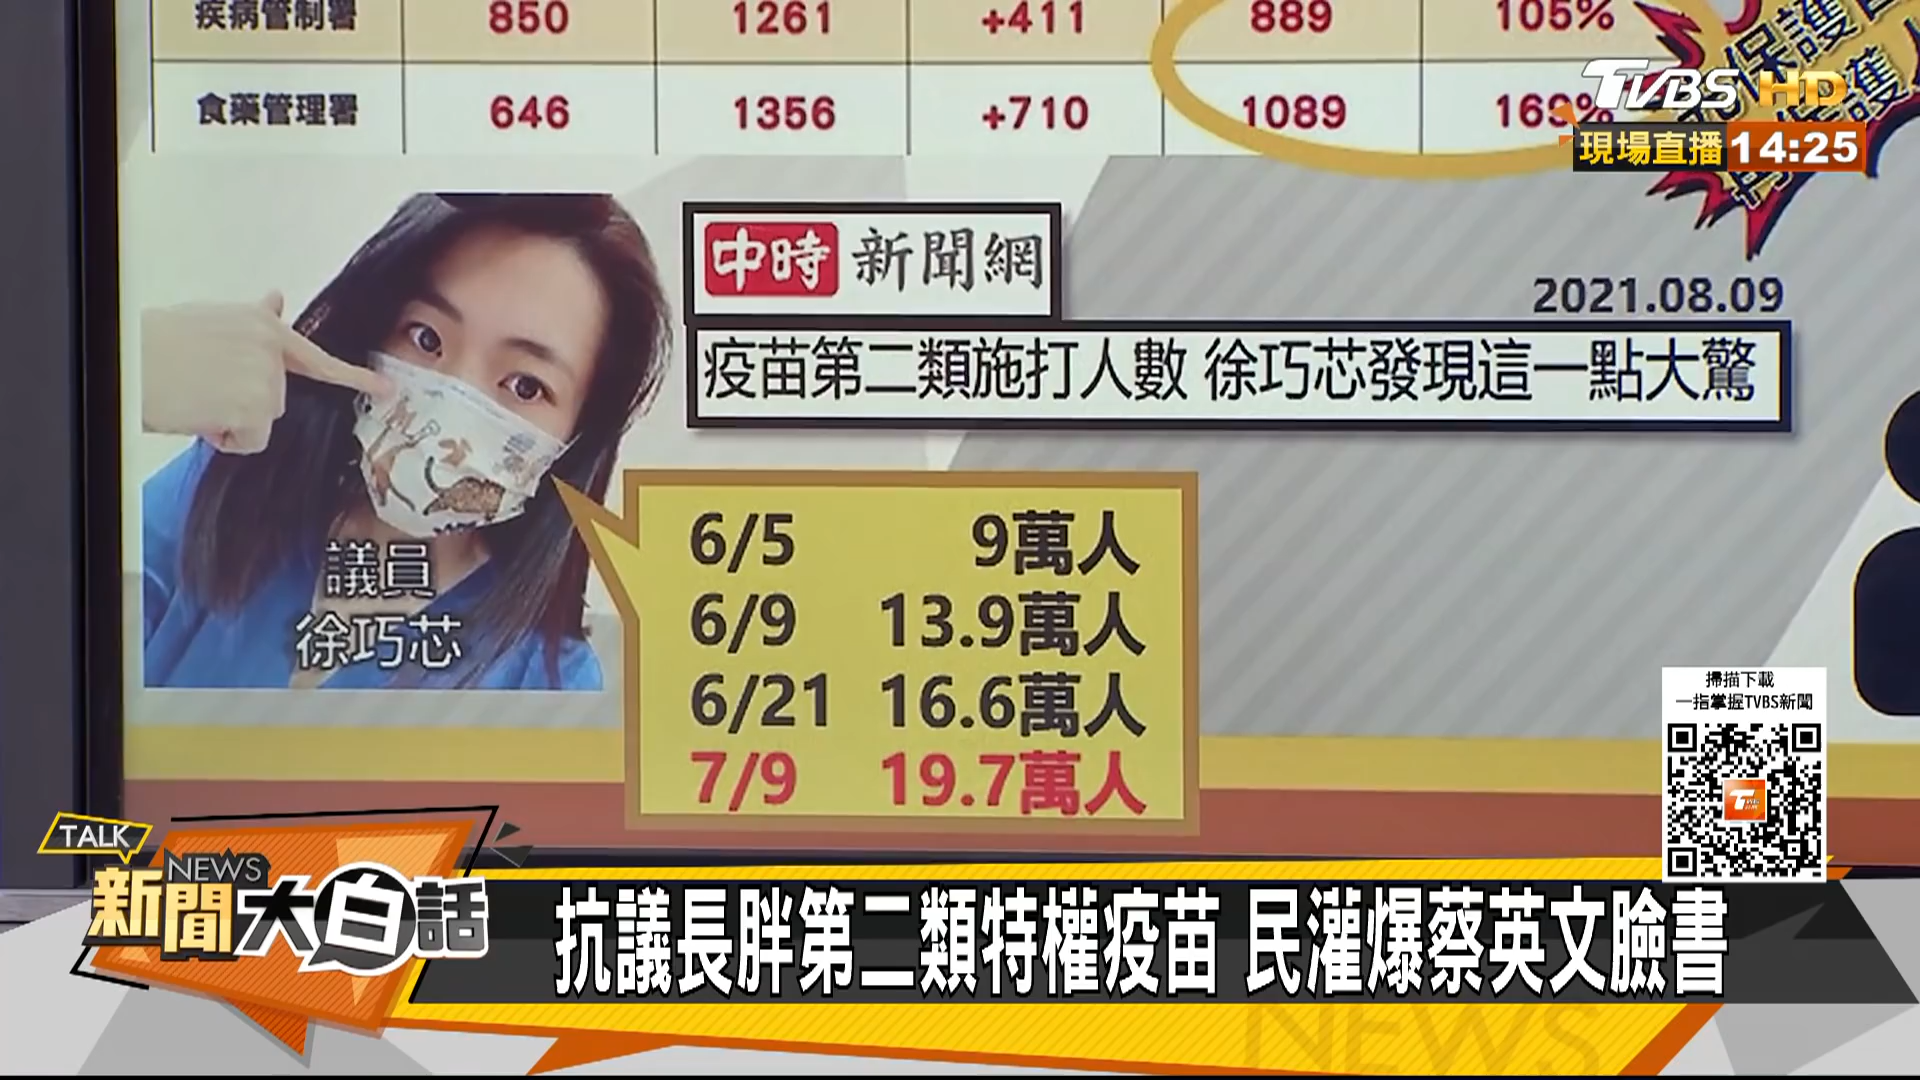 疾病管制署 850 1261 +411 889 105%
食藥管理署 646 1356 +710 1089 169%
TVBS HD
現場直播 14:25
中時 新聞網
2021.08.09
疫苗第二類施打人數 徐巧芯發現這一點大驚
議員
徐巧芯
6/5 9萬人
6/9 13.9萬人
6/21 16.6萬人
7/9 19.7萬人
掃描下載
一指掌握TVBS新聞
TALK
NEWS
新聞大白話
抗議長胖第二類特權疫苗 民灌爆蔡英文臉書
NEWS